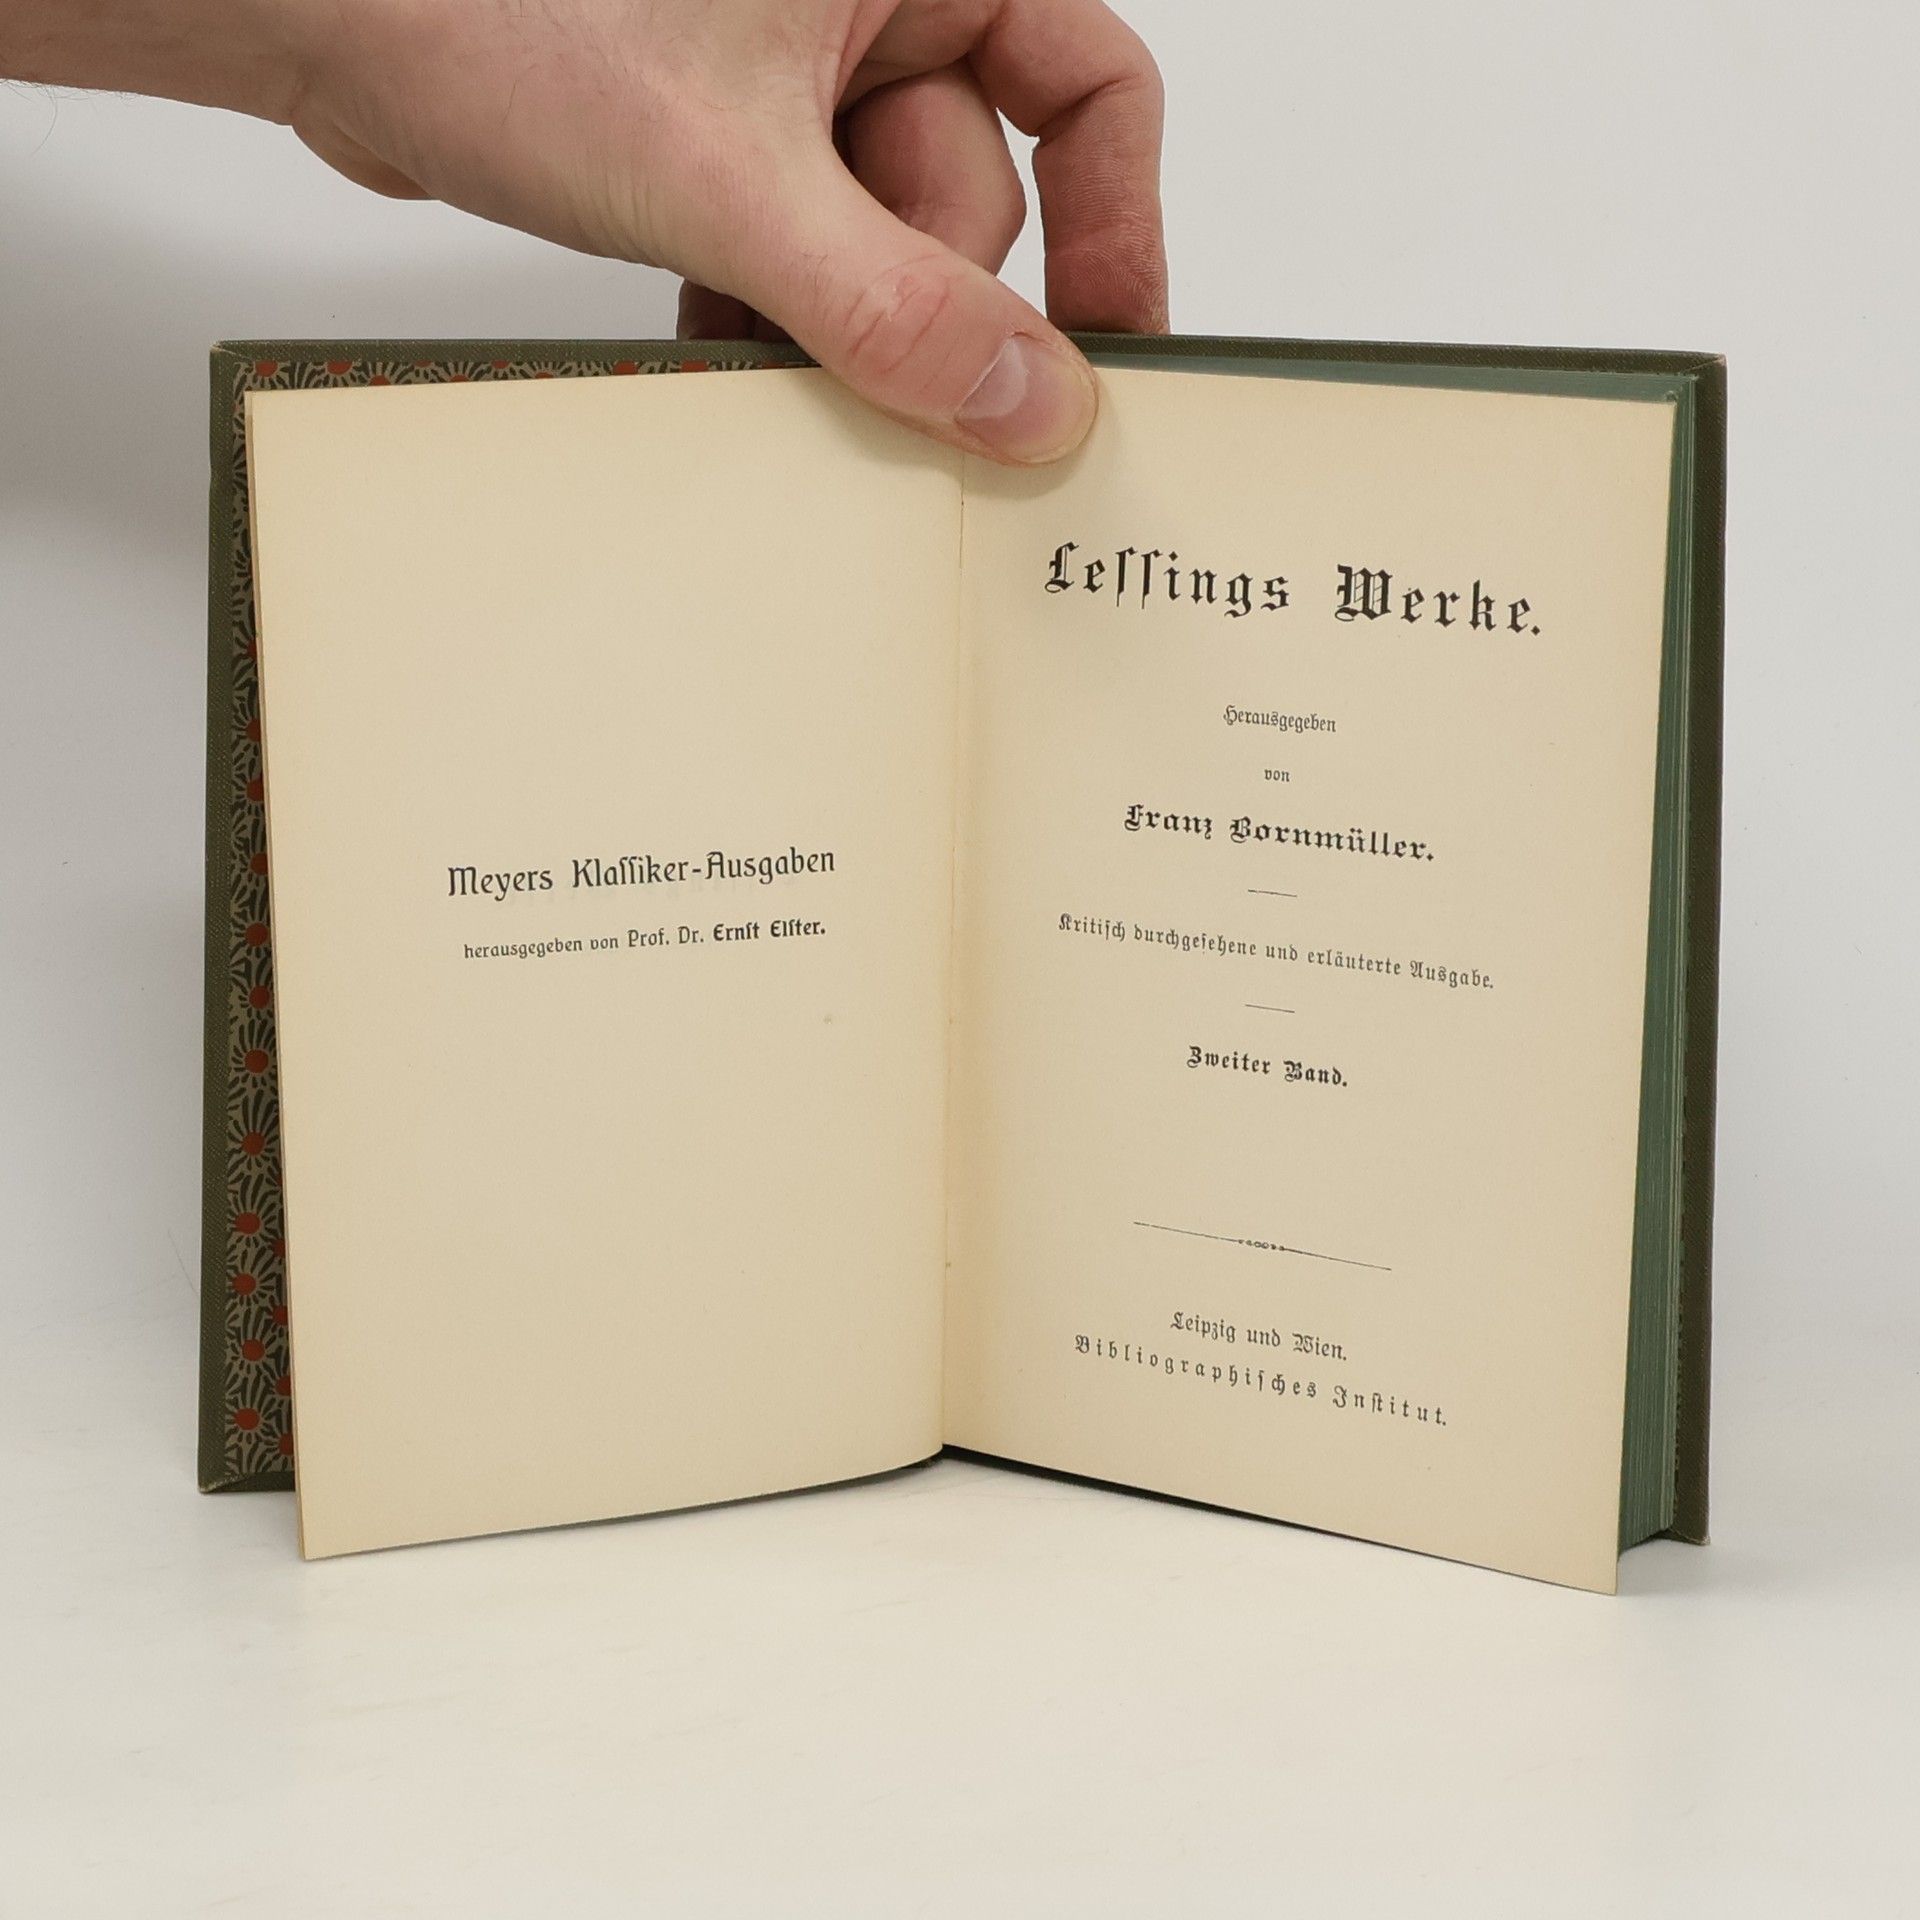 Meyers Klaſſiker-Ausgaben
herausgegeben von Prof. Dr. Ernſt Elſter.
Leſſings Werke.
Herausgegeben
von
Franz Bornmüller.
Kritiſch durchgeſehene und erläuterte Ausgabe.
Zweiter Band.
Leipzig und Wien.
Bibliographiſches Inſtitut.